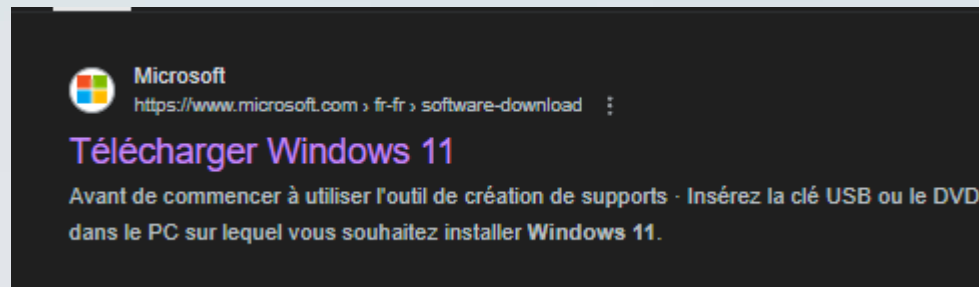 Microsoft
https://www.microsoft.com › fr-fr › software-download
Télécharger Windows 11
Avant de commencer à utiliser l'outil de création de supports · Insérez la clé USB ou le DVD
dans le PC sur lequel vous souhaitez installer Windows 11.